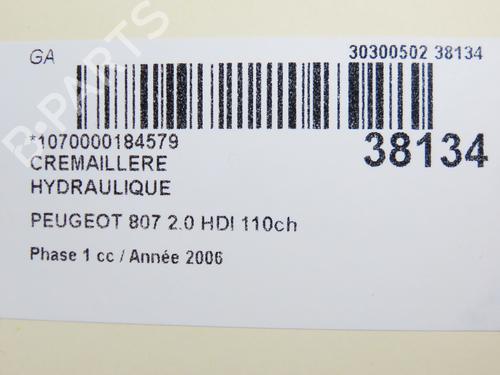 GA
30300502 38134
*1070000184579
38134
CREMAILLERE
HYDRAULIQUE
PEUGEOT 807 2.0 HDI 110ch
Phase 1 cc / Année 2006
B-PARTS